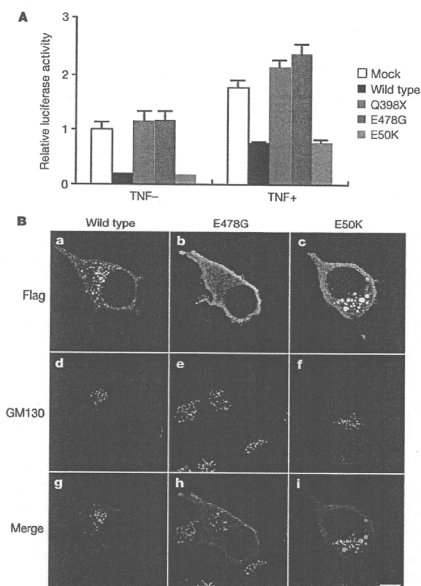 A
Relative luciferase activity
3
2
1
0
TNF–
TNF+
Mock
Wild type
Q398X
E478G
E50K
B
Wild type
E478G
E50K
Flag
a
b
c
GM130
d
e
f
Merge
g
h
i